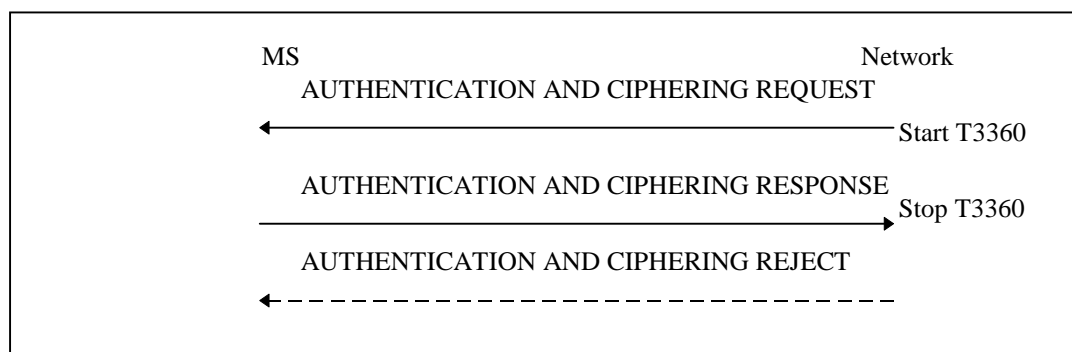 MS Network
AUTHENTICATION AND CIPHERING REQUEST
Start T3360
AUTHENTICATION AND CIPHERING RESPONSE
Stop T3360
AUTHENTICATION AND CIPHERING REJECT